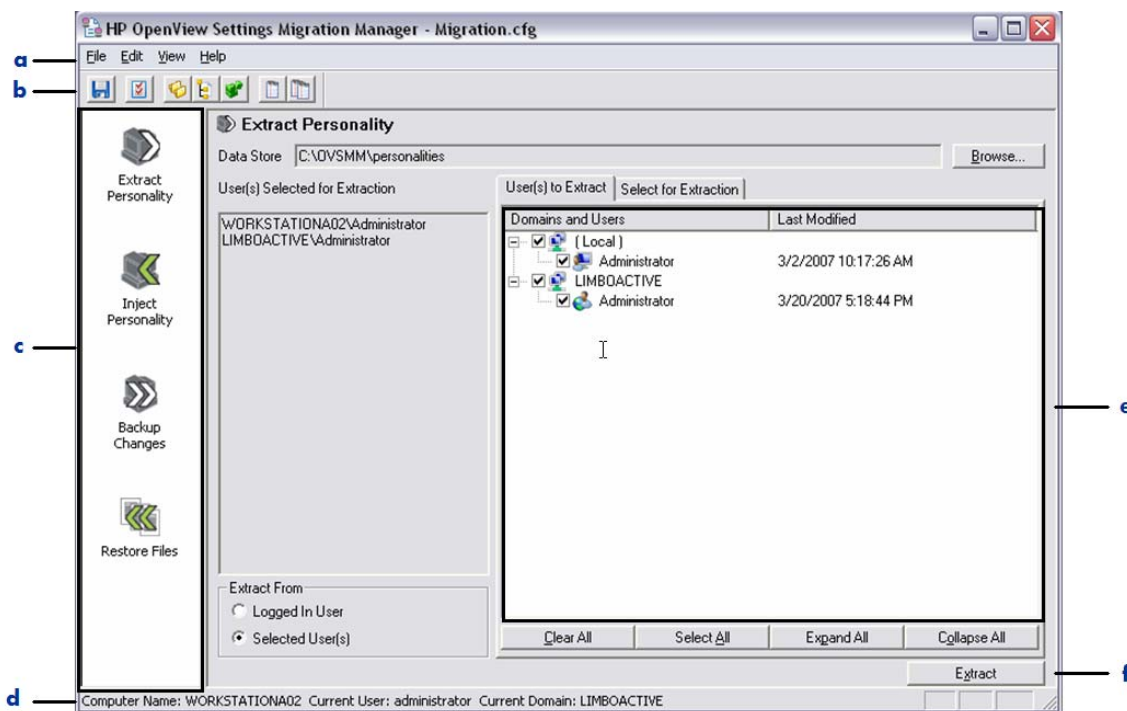 HP OpenView Settings Migration Manager - Migration.cfg
a
File Edit View Help
b
Extract Personality
Data Store C:\OVSMM\personalities Browse...
Extract
Personality
User(s) Selected for Extraction
User(s) to Extract Select for Extraction
WORKSTATIONA02\Administrator
LIMBOACTIVE\Administrator
Domains and Users Last Modified
( Local )
Administrator 3/2/2007 10:17:26 AM
LIMBOACTIVE
Administrator 3/20/2007 5:18:44 PM
Inject
Personality
c
Backup
Changes
e
Restore Files
Extract From
Logged In User
Selected User(s)
Clear All Select All Expand All Collapse All
Extract
f
d
Computer Name: WORKSTATIONA02 Current User: administrator Current Domain: LIMBOACTIVE